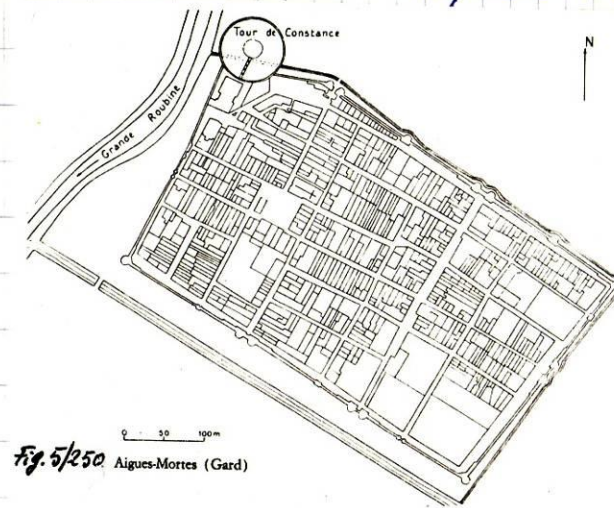 Tour de Constance
N
Grande Roubine
0 50 100m
Fig. 5/250 Aigues-Mortes (Gard)